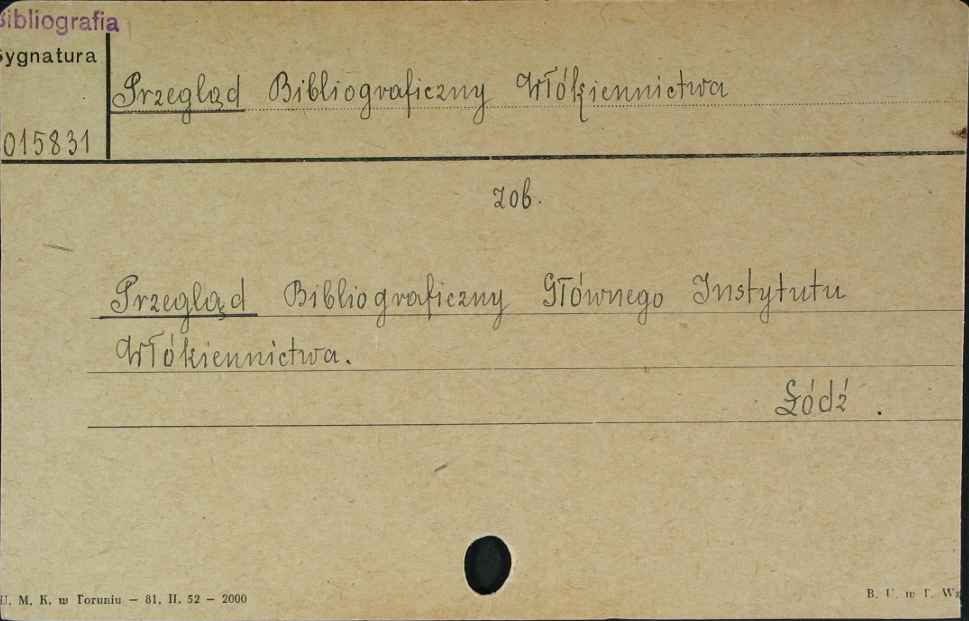 Bibliografia
Sygnatura
Przegląd Bibliograficzny Włókiennictwa
015831
zob.
Przegląd Bibliograficzny Głównego Instytutu
Włókiennictwa.
Łódź.
U. M. K. w Toruniu — 81, II. 52 — 2000
B. U. w T.